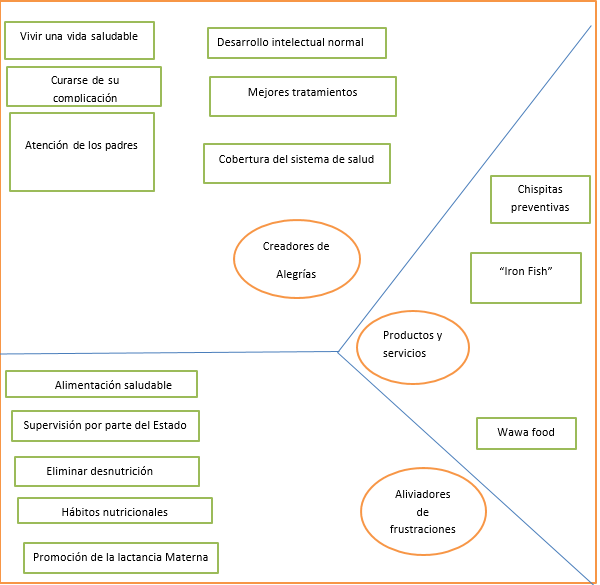 Vivir una vida saludable
Curarse de su
complicación
Atención de los padres
Desarrollo intelectual normal
Mejores tratamientos
Cobertura del sistema de salud
Creadores de
Alegrías
Chispitas
preventivas
“Iron Fish”
Productos y
servicios
Wawa food
Alimentación saludable
Supervisión por parte del Estado
Eliminar desnutrición
Hábitos nutricionales
Promoción de la lactancia Materna
Aliviadores
de
frustraciones